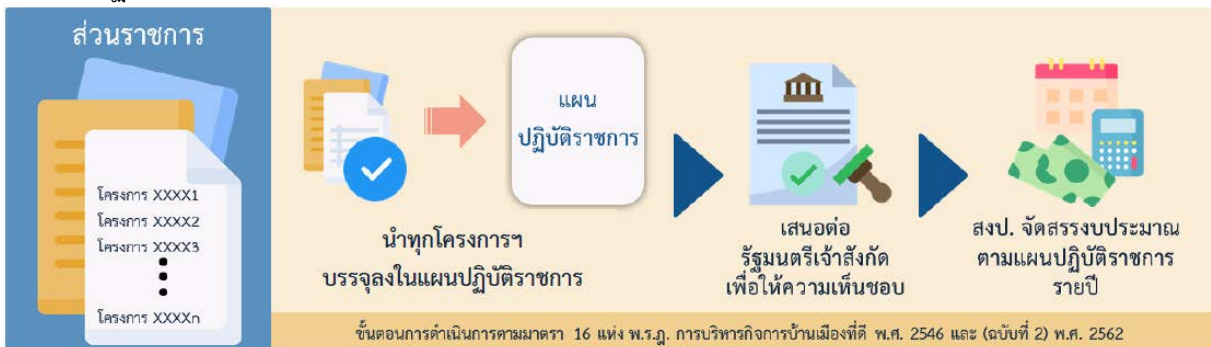 ส่วนราชการ
โครงการ XXXX1
โครงการ XXXX2
โครงการ XXXX3
โครงการ XXXXn
แผน
ปฏิบัติราชการ
นำทุกโครงการฯ
บรรจุลงในแผนปฏิบัติราชการ
เสนอต่อ
รัฐมนตรีเจ้าสังกัด
เพื่อให้ความเห็นชอบ
สงป. จัดสรรงบประมาณ
ตามแผนปฏิบัติราชการ
รายปี
ขั้นตอนการดำเนินการตามมาตรา 16 แห่ง พ.ร.ฎ. การบริหารกิจการบ้านเมืองที่ดี พ.ศ. 2546 และ (ฉบับที่ 2) พ.ศ. 2562